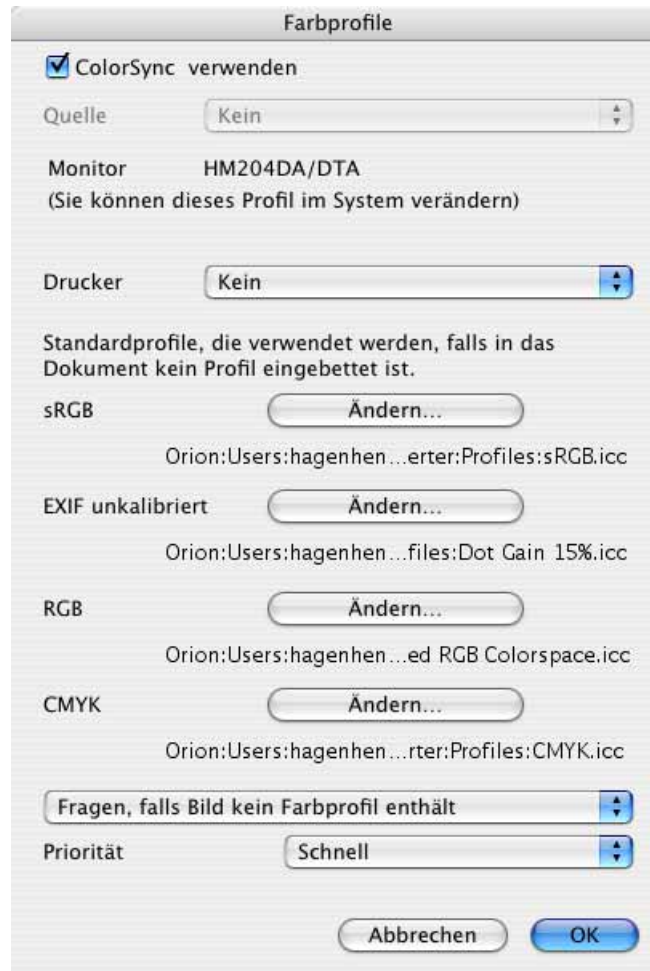 Farbprofile
ColorSync verwenden
Quelle Kein
Monitor HM204DA/DTA
(Sie können dieses Profil im System verändern)
Drucker Kein
Standardprofile, die verwendet werden, falls in das
Dokument kein Profil eingebettet ist.
sRGB Ändern...
Orion:Users:hagenhen...erter:Profiles:sRGB.icc
EXIF unkalibriert Ändern...
Orion:Users:hagenhen...files:Dot Gain 15%.icc
RGB Ändern...
Orion:Users:hagenhen...ed RGB Colorspace.icc
CMYK Ändern...
Orion:Users:hagenhen...rter:Profiles:CMYK.icc
Fragen, falls Bild kein Farbprofil enthält
Priorität Schnell
Abbrechen OK